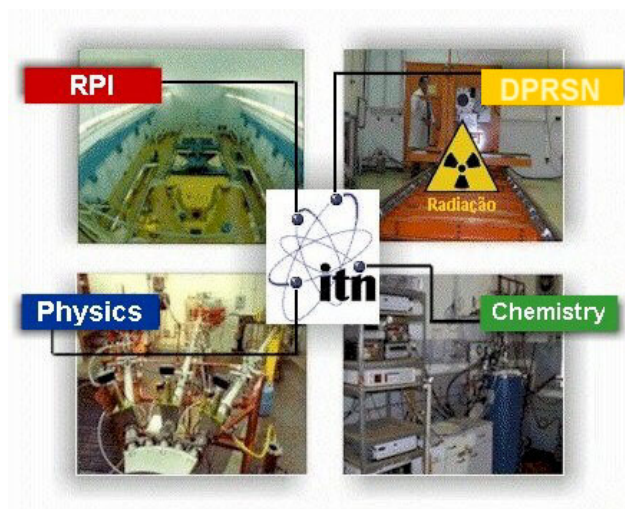 RPI
DPRSN
Radiação
itn
Physics
Chemistry